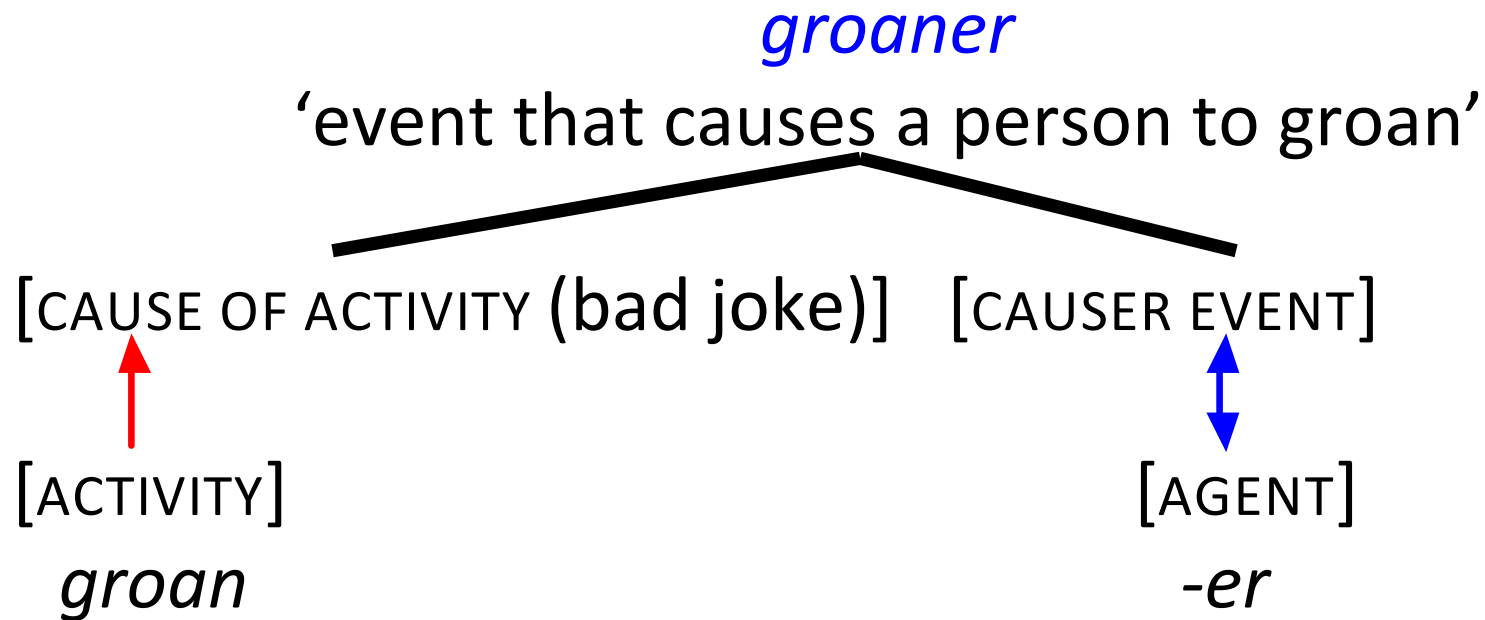 groaner
‘event that causes a person to groan’
[CAUSE OF ACTIVITY (bad joke)] [CAUSER EVENT]
[ACTIVITY] [AGENT]
groan -er